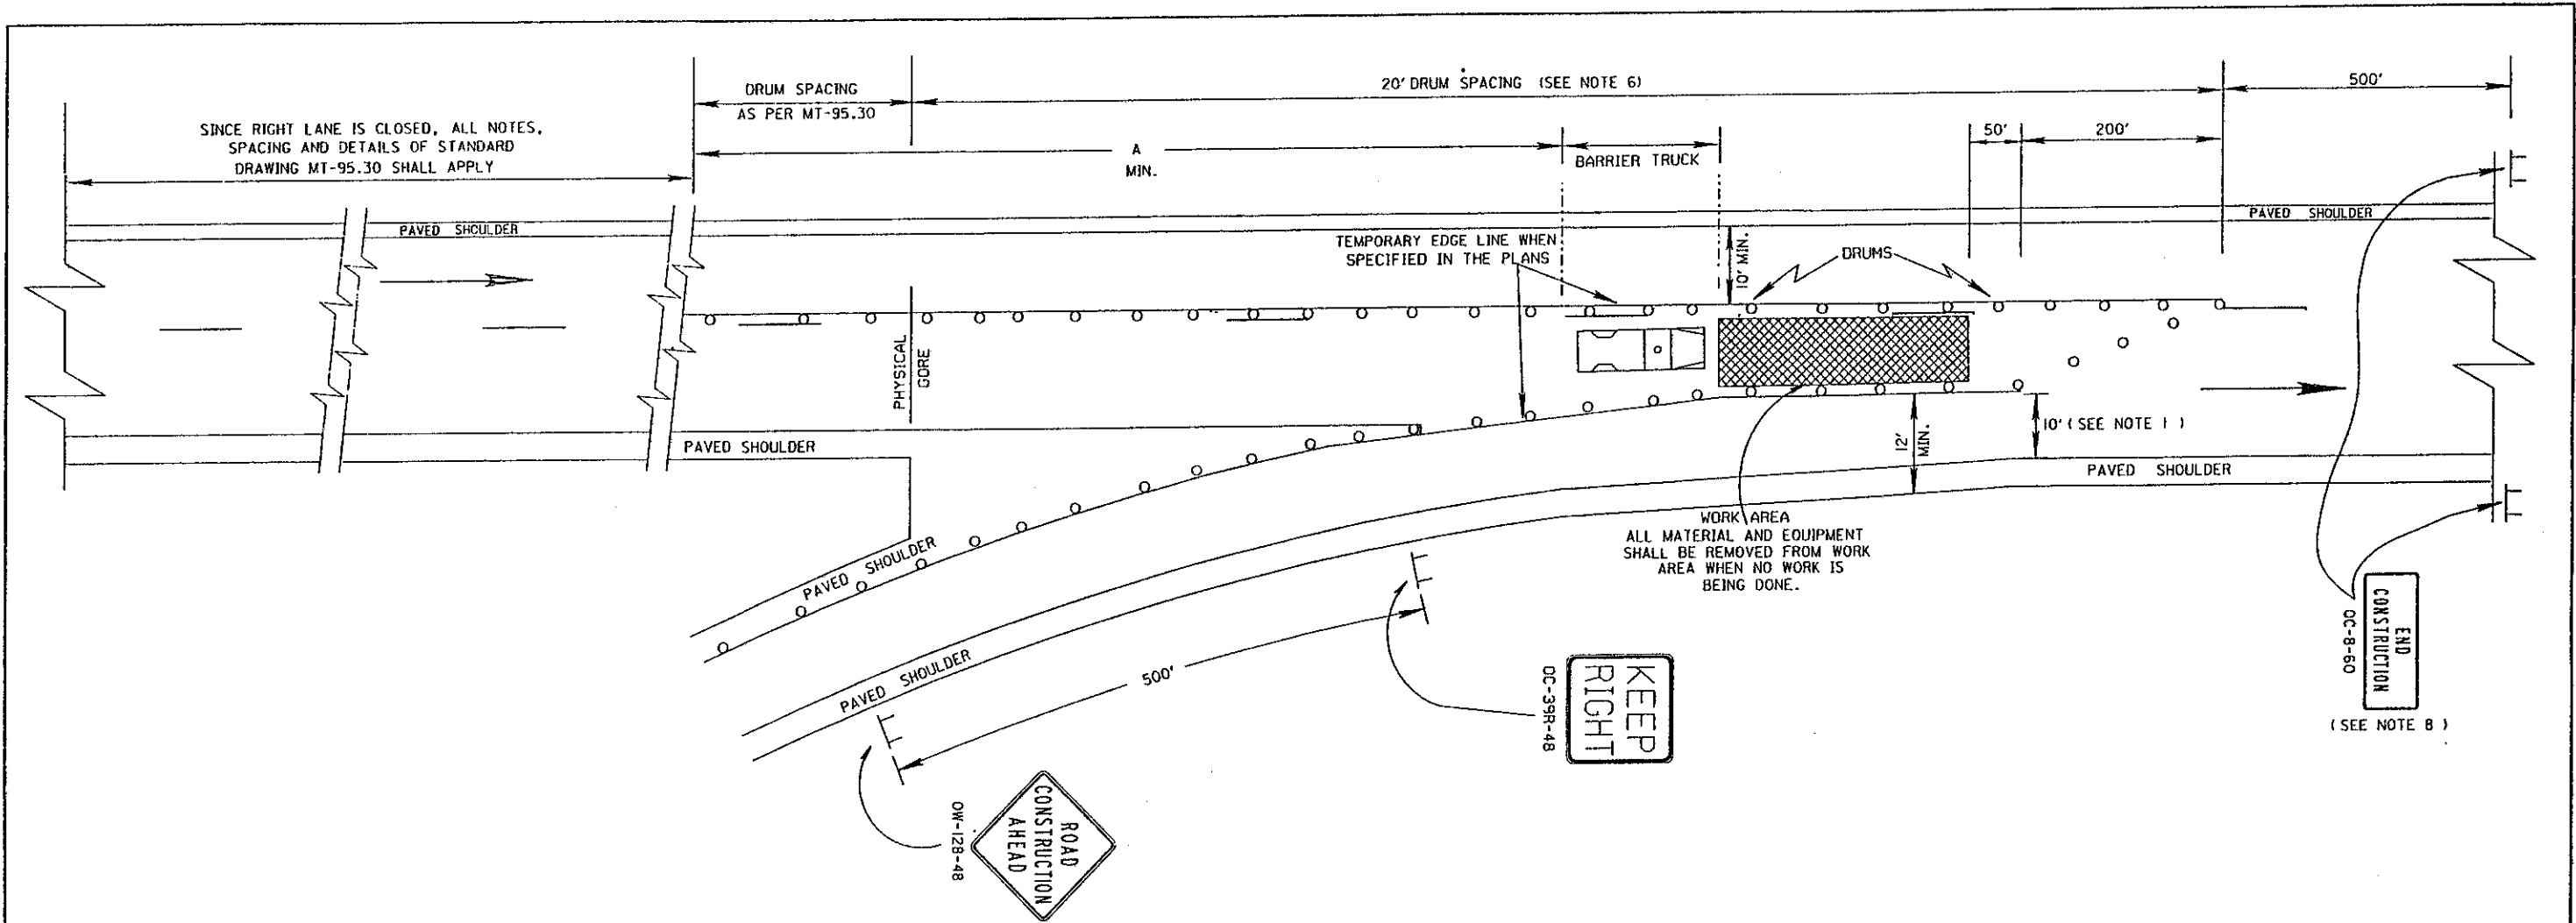 DRUM SPACING
AS PER MT-95.30
20' DRUM SPACING (SEE NOTE 6)
500'
SINCE RIGHT LANE IS CLOSED, ALL NOTES,
SPACING AND DETAILS OF STANDARD
DRAWING MT-95.30 SHALL APPLY
A
MIN.
BARRIER TRUCK
50'
200'
PAVED SHOULDER
PAVED SHOULDER
TEMPORARY EDGE LINE WHEN
SPECIFIED IN THE PLANS
10' MIN.
DRUMS
PHYSICAL
GORE
PAVED SHOULDER
12'
MIN.
10' (SEE NOTE 1)
PAVED SHOULDER
WORK AREA
ALL MATERIAL AND EQUIPMENT
SHALL BE REMOVED FROM WORK
AREA WHEN NO WORK IS
BEING DONE.
PAVED SHOULDER
PAVED SHOULDER
500'
KEEP
RIGHT
OC-39R-48
END
CONSTRUCTION
OC-8-60
(SEE NOTE 8)
ROAD
CONSTRUCTION
AHEAD
OW-128-48